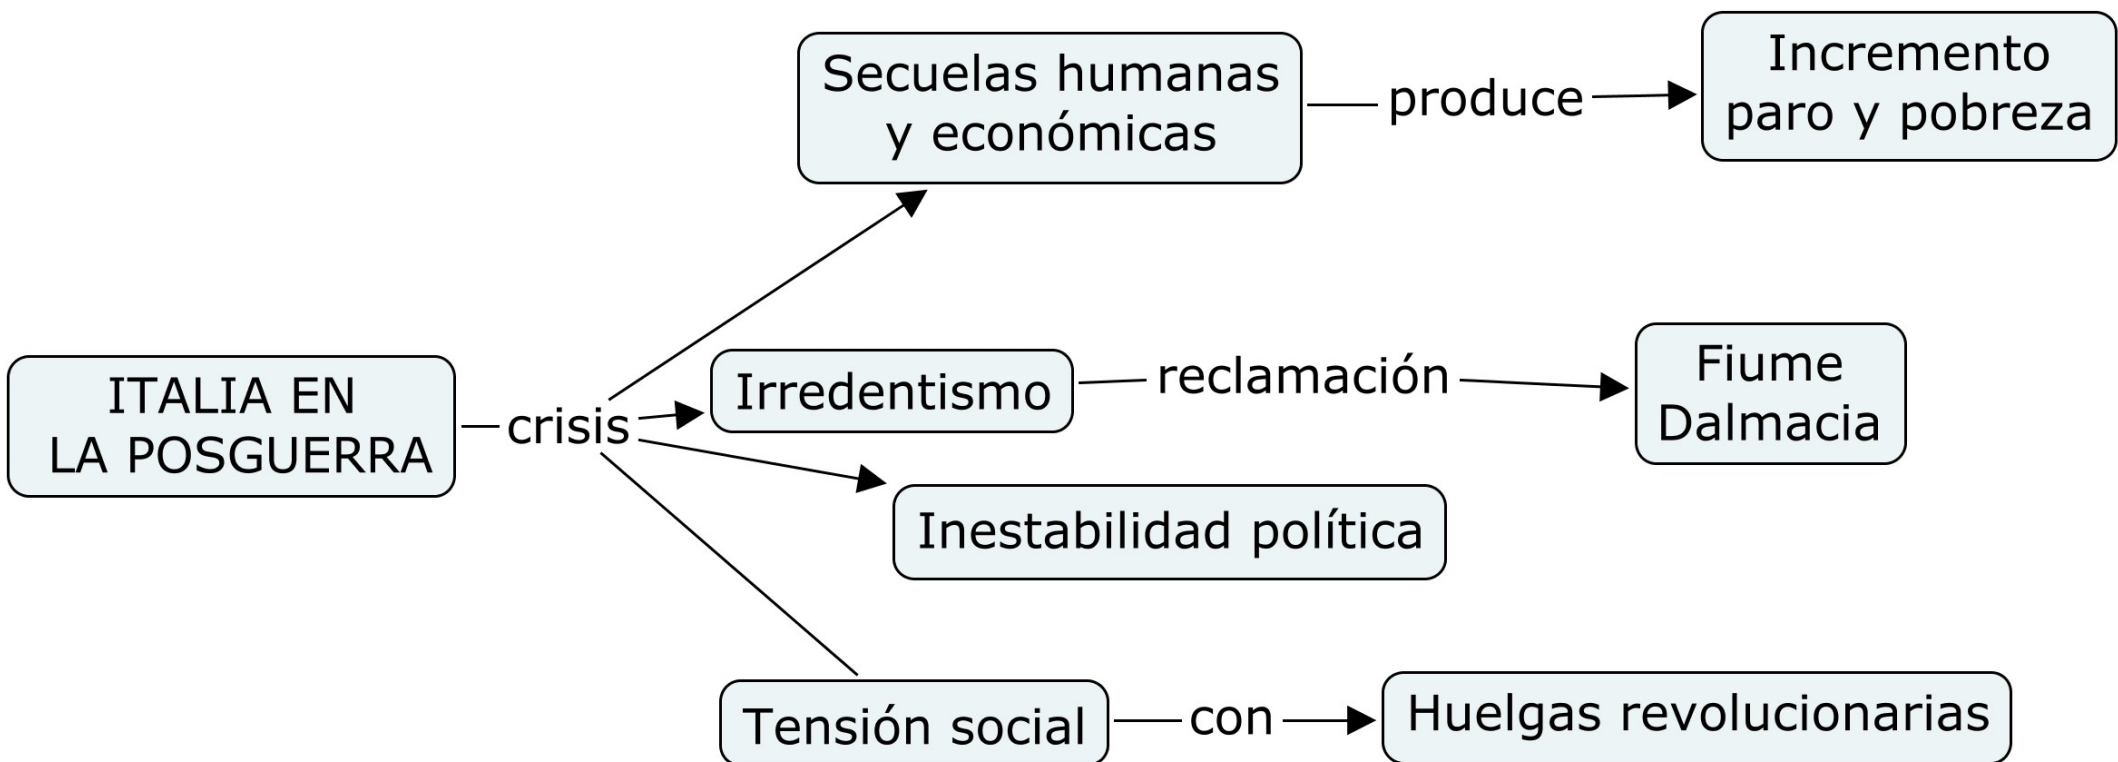 Secuelas humanas
y económicas
produce
Incremento
paro y pobreza
ITALIA EN
LA POSGUERRA
crisis
Irredentismo
reclamación
Fiume
Dalmacia
Inestabilidad política
Tensión social
con
Huelgas revolucionarias